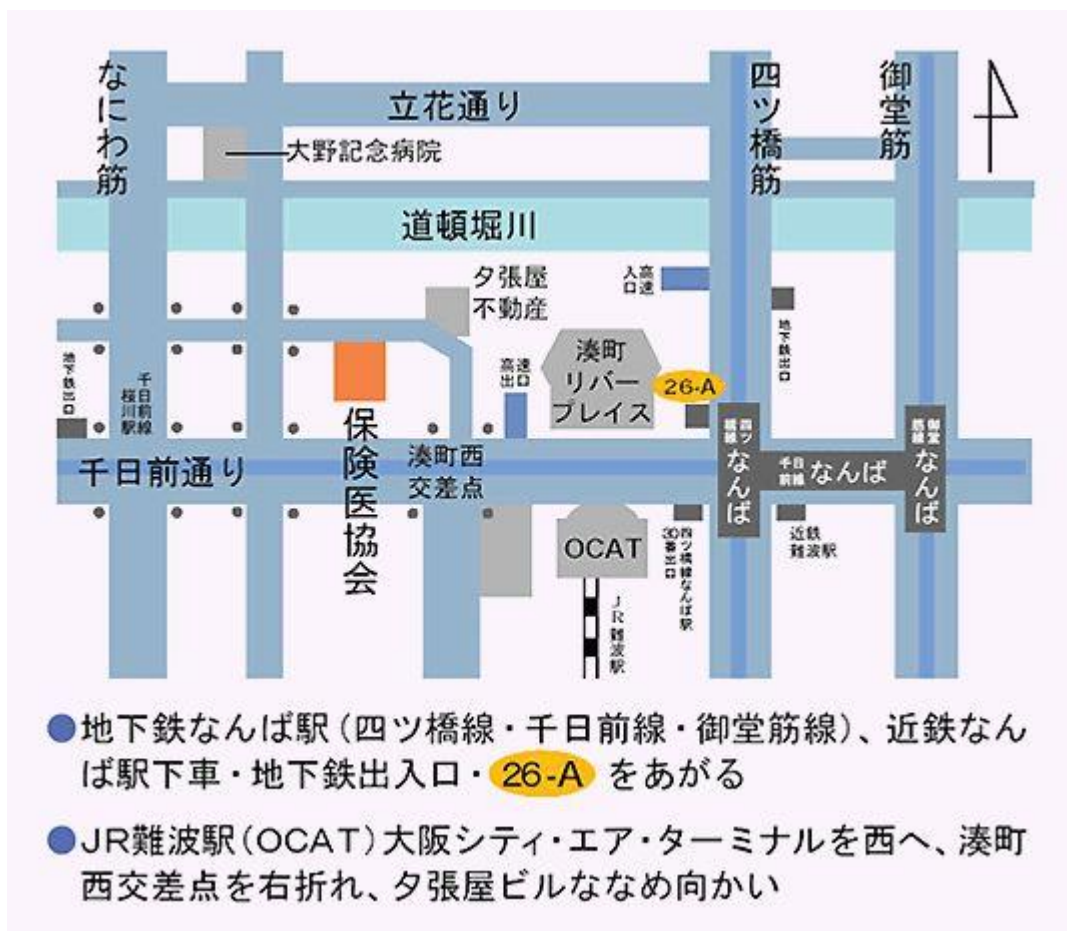 なにわ筋
立花通り
四ツ橋筋
御堂筋
大野記念病院
道頓堀川
夕張屋
不動産
高速
入口
地下鉄出口
湊町
リバー
プレイス
26-A
高速
出口
地下鉄出口
千日前線
桜川駅
保険医協会
千日前通り
湊町西
交差点
四ツ
橋線
なんば
千日
前線
なんば
御堂
筋線
なんば
OCAT
四ツ橋線なんば駅
30番出口
近鉄
難波駅
JR難波駅
●地下鉄なんば駅(四ツ橋線・千日前線・御堂筋線)、近鉄なん
ば駅下車・地下鉄出入口・26-Aをあがる
●JR難波駅(OCAT)大阪シティ・エア・ターミナルを西へ、湊町
西交差点を右折れ、夕張屋ビルななめ向かい